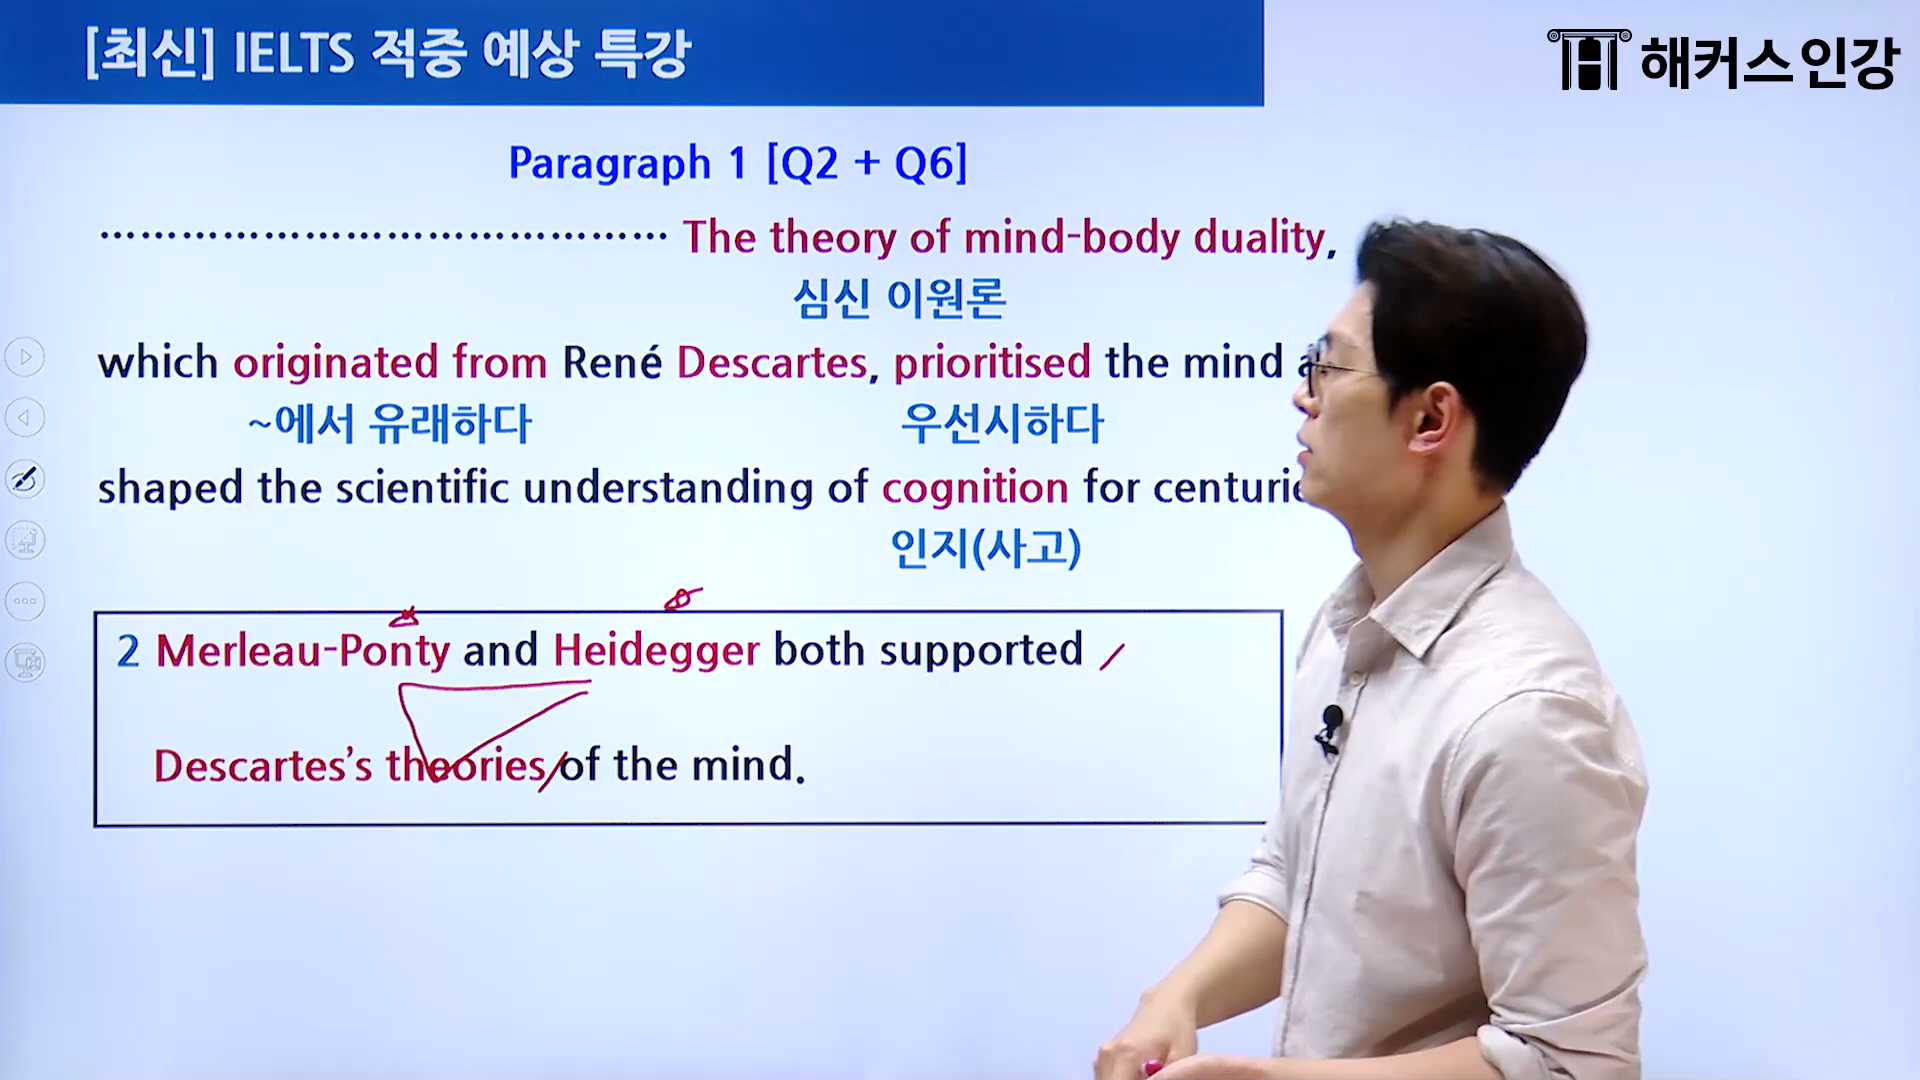 [최신] IELTS 적중 예상 특강
해커스인강
Paragraph 1 [Q2 + Q6]
………………………………………… The theory of mind-body duality,
심신 이원론
which originated from René Descartes, prioritised the mind
~에서 유래하다 우선시하다
shaped the scientific understanding of cognition for
인지(사고)
2 Merleau-Ponty and Heidegger both supported
Descartes's theories of the mind.